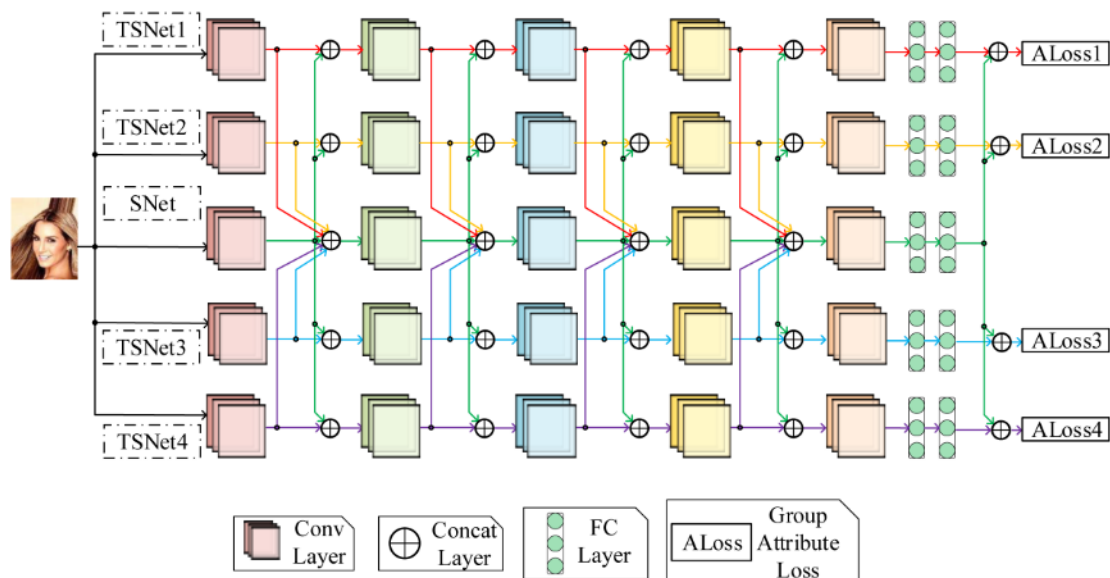 TSNet1
ALoss1
TSNet2
ALoss2
SNet
TSNet3
ALoss3
TSNet4
ALoss4
Conv
Layer
Concat
Layer
FC
Layer
ALoss
Group
Attribute
Loss